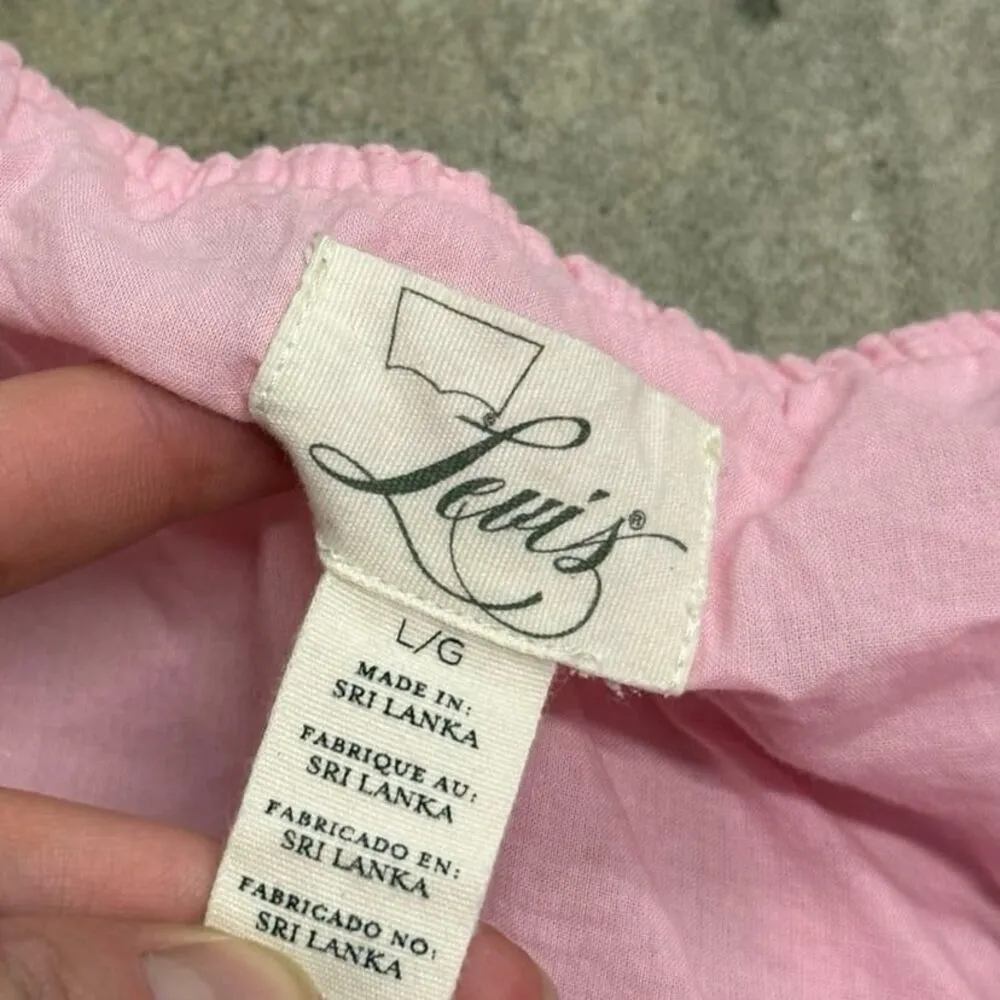 ®
Levi's®
L/G
MADE IN:
SRI LANKA
FABRIQUE AU:
SRI LANKA
FABRICADO EN:
SRI LANKA
FABRICADO NO:
SRI LANKA